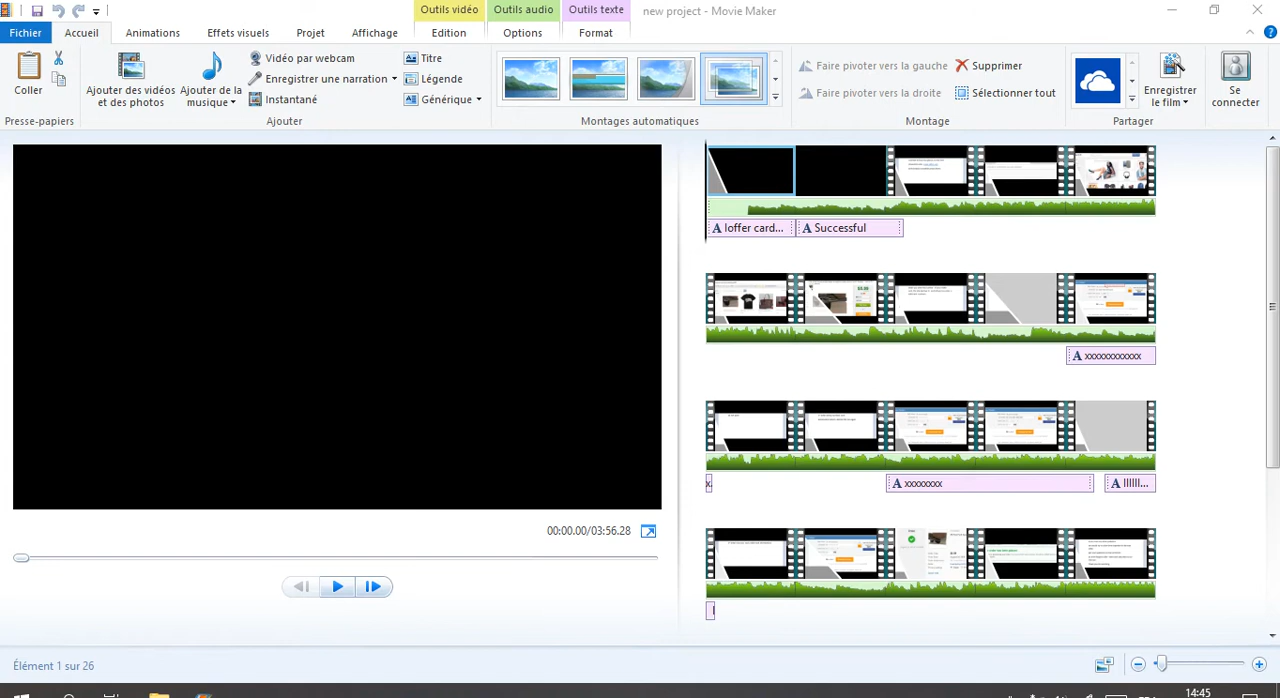 Outils vidéo Outils audio Outils texte new project - Movie Maker
Fichier Accueil Animations Effets visuels Projet Affichage Edition Options Format
Coller
Presse-papiers
Ajouter des vidéos
et des photos
Ajouter de la
musique
Vidéo par webcam
Enregistrer une narration
Instantané
Titre
Légende
Générique
Ajouter
Montages automatiques
Faire pivoter vers la gauche
Faire pivoter vers la droite
Supprimer
Sélectionner tout
Montage
Enregistrer
le film
Partager
Se
connecter
A Ioffer card...
A Successful
A xxxxxxxxxxxx
x
A xxxxxxxx
A llllll...
00:00.00/03:56.28
Élément 1 sur 26
14:45